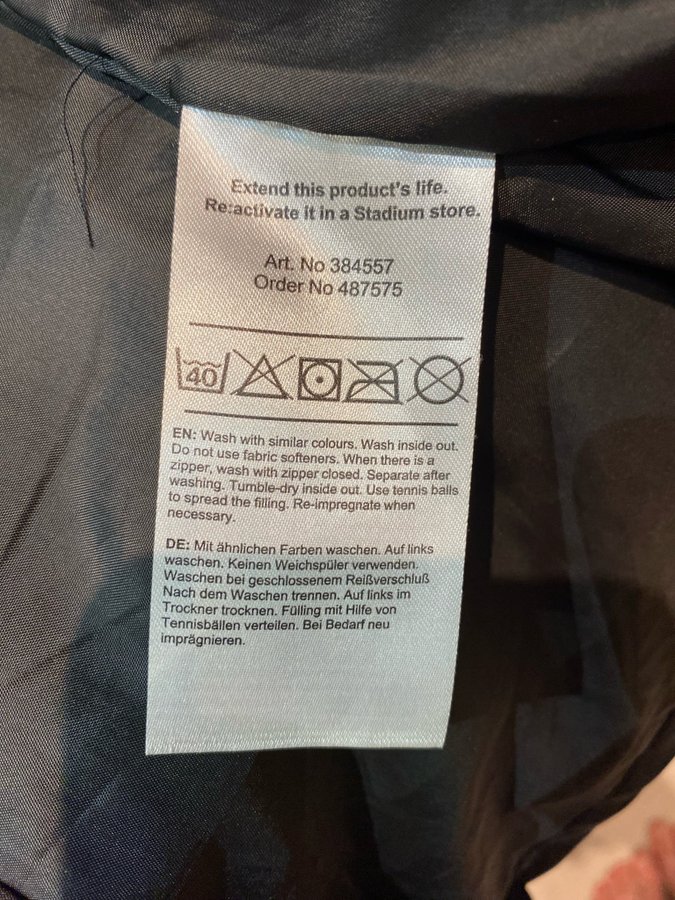 Extend this product's life.
Re:activate it in a Stadium store.
Art. No 384557
Order No 487575
40
EN: Wash with similar colours. Wash inside out.
Do not use fabric softeners. When there is a
zipper, wash with zipper closed. Separate after
washing. Tumble-dry inside out. Use tennis balls
to spread the filling. Re-impregnate when
necessary.
DE: Mit ähnlichen Farben waschen. Auf links
waschen. Keinen Weichspüler verwenden.
Waschen bei geschlossenem Reißverschluß
Nach dem Waschen trennen. Auf links im
Trockner trocknen. Fülling mit Hilfe von
Tennisbällen verteilen. Bei Bedarf neu
imprägnieren.